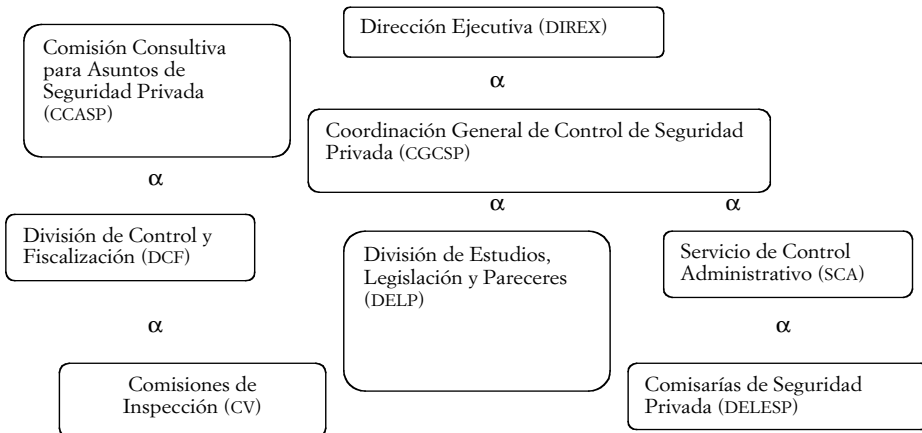 Comisión Consultiva
para Asuntos de
Seguridad Privada
(CCASP)
Dirección Ejecutiva (DIREX)
α
Coordinación General de Control de Seguridad
Privada (CGCSP)
α
α
α
División de Control y
Fiscalización (DCF)
División de Estudios,
Legislación y Pareceres
(DELP)
Servicio de Control
Administrativo (SCA)
α
α
Comisiones de
Inspección (CV)
Comisarías de Seguridad
Privada (DELESP)